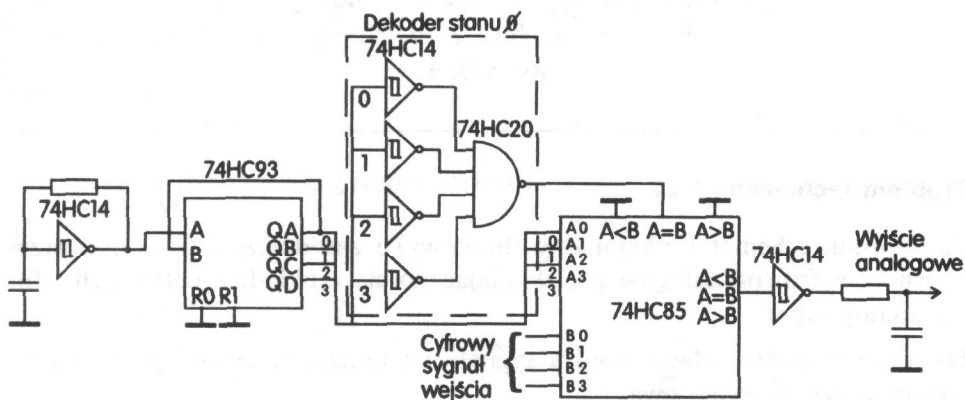 Dekoder stanu 0
74HC14
0
1
2
3
74HC20
74HC14
74HC93
A
B
QA
QB
QC
QD
R0 R1
0
1
2
3
0
1
2
3
A0
A1
A2
A3
A<B A=B A>B
A<B
A=B
A>B
74HC85
B0
B1
B2
B3
Cyfrowy
sygnał
wejścia
74HC14
Wyjście
analogowe